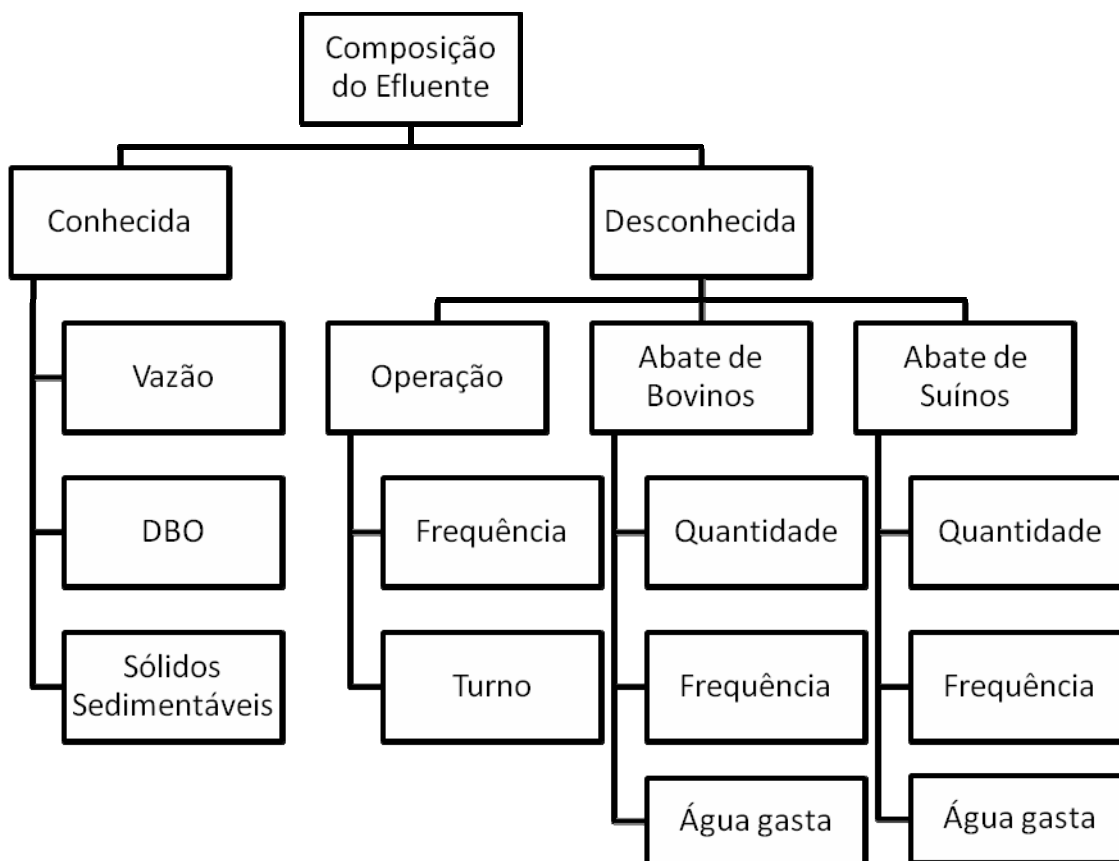 Composição
do Efluente
Conhecida
Desconhecida
Vazão
Operação
Abate de
Bovinos
Abate de
Suínos
DBO
Frequência
Quantidade
Quantidade
Sólidos
Sedimentáveis
Turno
Frequência
Frequência
Água gasta
Água gasta